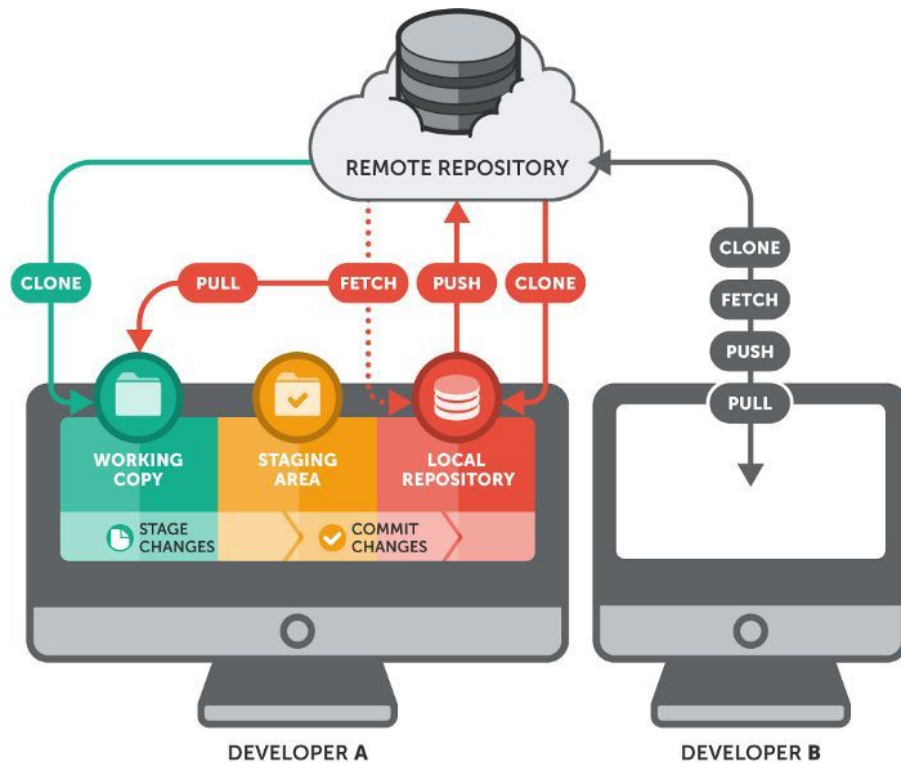 REMOTE REPOSITORY
CLONE
PULL
FETCH
PUSH
CLONE
CLONE
FETCH
PUSH
PULL
WORKING
COPY
STAGING
AREA
LOCAL
REPOSITORY
STAGE
CHANGES
COMMIT
CHANGES
DEVELOPER A
DEVELOPER B